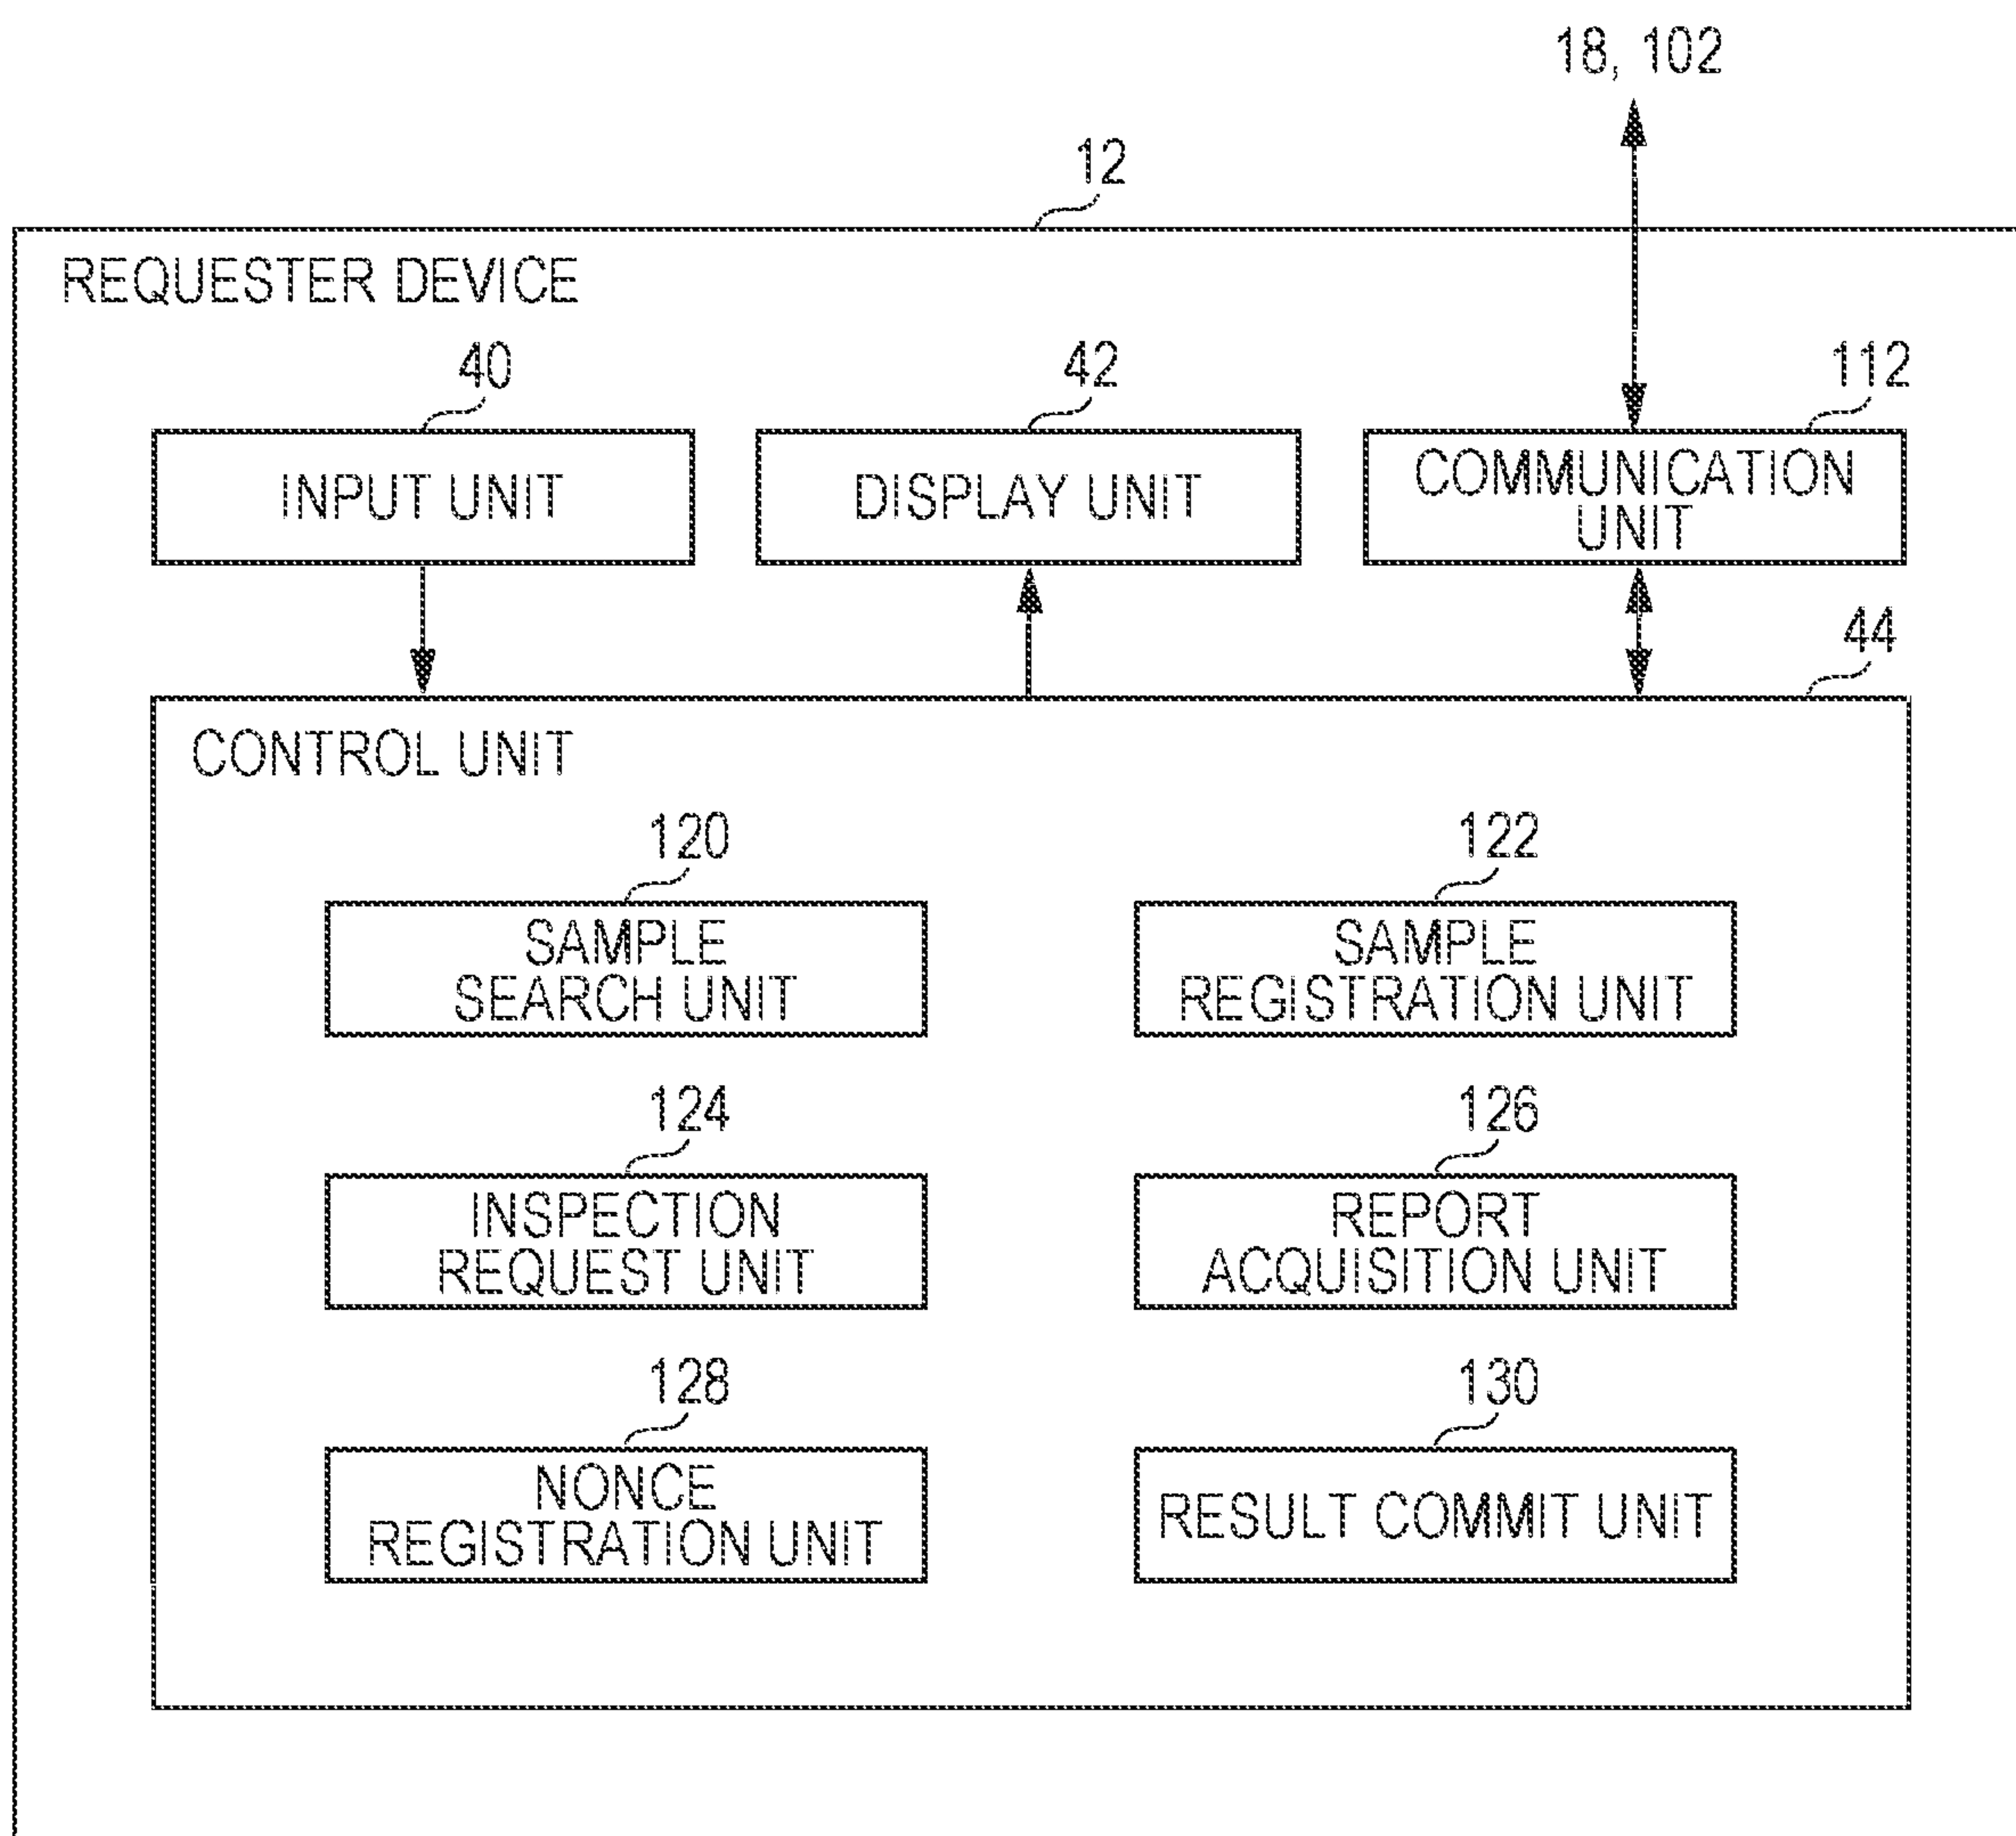 18, 102
12
REQUESTER DEVICE
40
42
112
INPUT UNIT
DISPLAY UNIT
COMMUNICATION
UNIT
44
CONTROL UNIT
120
122
SAMPLE
SEARCH UNIT
SAMPLE
REGISTRATION UNIT
124
126
INSPECTION
REQUEST UNIT
REPORT
ACQUISITION UNIT
128
130
NONCE
REGISTRATION UNIT
RESULT COMMIT UNIT